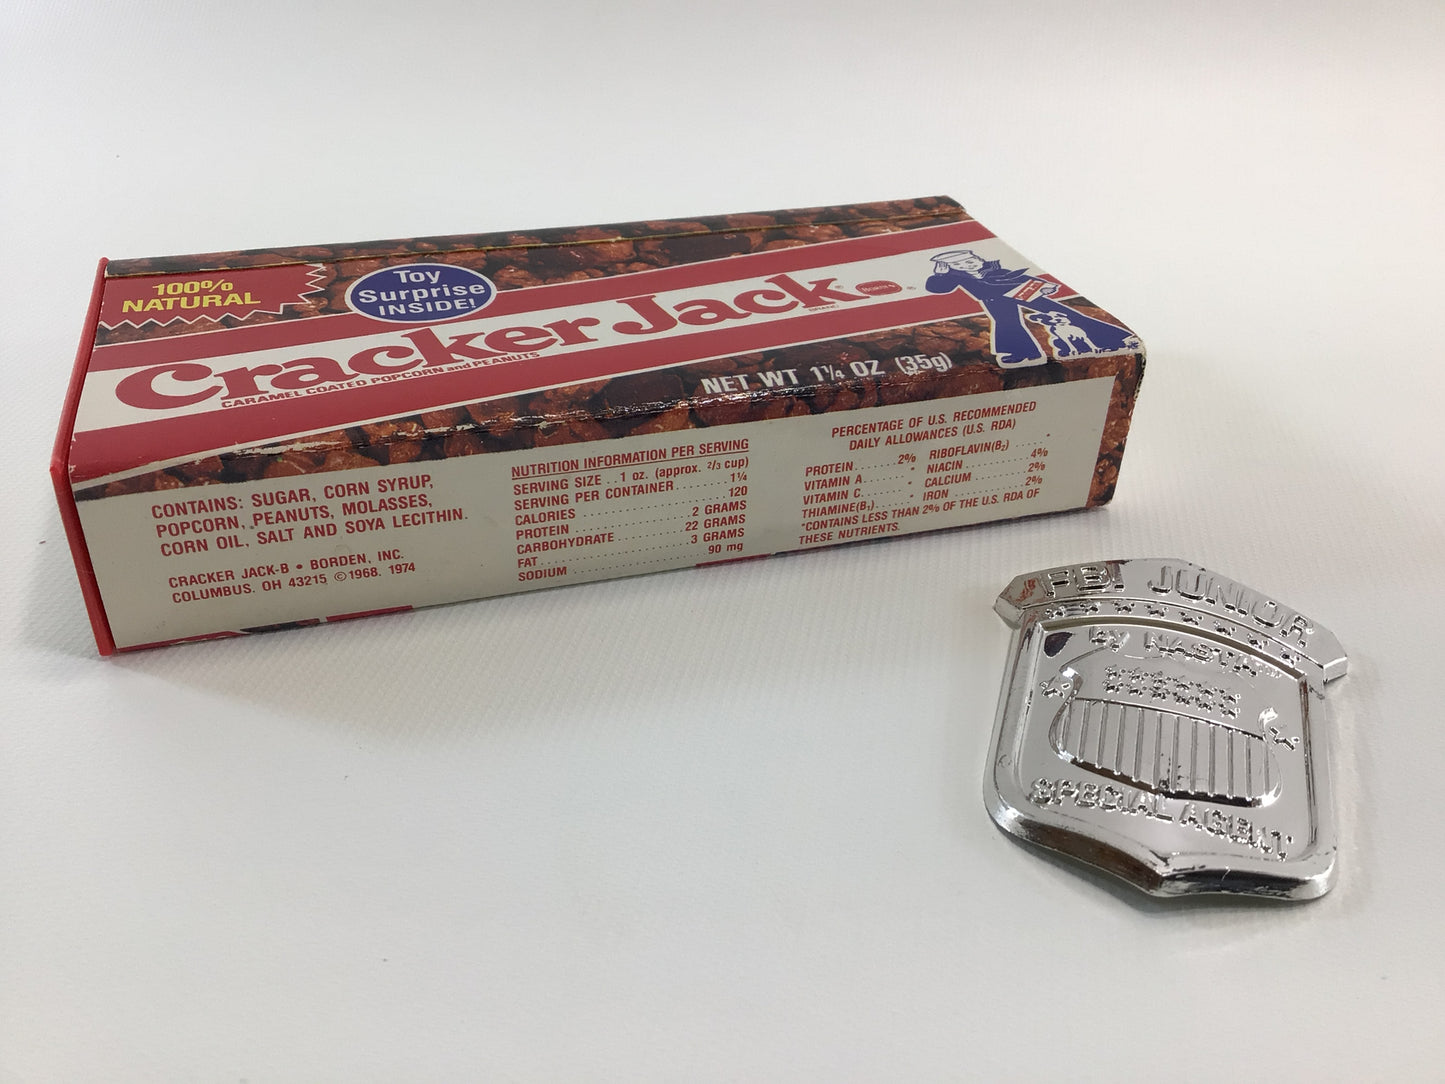 100%
NATURAL
Toy
Surprise
INSIDE!
Cracker Jack®
BRAND
Borden
®
CARAMEL COATED POPCORN and PEANUTS
NET WT 1¼ OZ (35g)
CONTAINS: SUGAR, CORN SYRUP,
POPCORN, PEANUTS, MOLASSES,
CORN OIL, SALT AND SOYA LECITHIN.
CRACKER JACK-B • BORDEN, INC.
COLUMBUS, OH 43215 ©1968, 1974
NUTRITION INFORMATION PER SERVING
SERVING SIZE . . 1 oz. (approx. 2/3 cup)
SERVING PER CONTAINER........1¼
CALORIES....................120
PROTEIN....................2 GRAMS
CARBOHYDRATE............22 GRAMS
FAT........................3 GRAMS
SODIUM....................90 mg
PERCENTAGE OF U.S. RECOMMENDED
DAILY ALLOWANCES (U.S. RDA)
PROTEIN........2%
VITAMIN A.......*
VITAMIN C.......*
THIAMINE(B1).....*
RIBOFLAVIN(B2) .....*
NIACIN ..........4%
CALCIUM .........2%
IRON ............2%
*CONTAINS LESS THAN 2% OF THE U.S. RDA OF
THESE NUTRIENTS.
FBI JUNIOR
by NASTA
SPECIAL AGENT